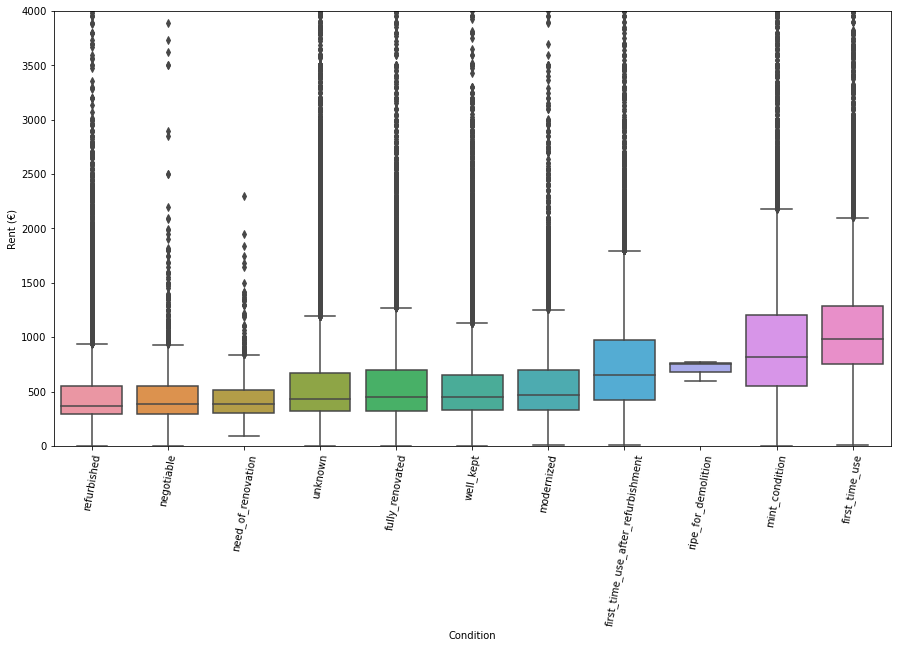 4000
3500
3000
2500
2000
1500
1000
500
0
Rent (€)
refurbished
negotiable
need_of_renovation
unknown
fully_renovated
well_kept
modernized
first_time_use_after_refurbishment
ripe_for_demolition
mint_condition
first_time_use
Condition